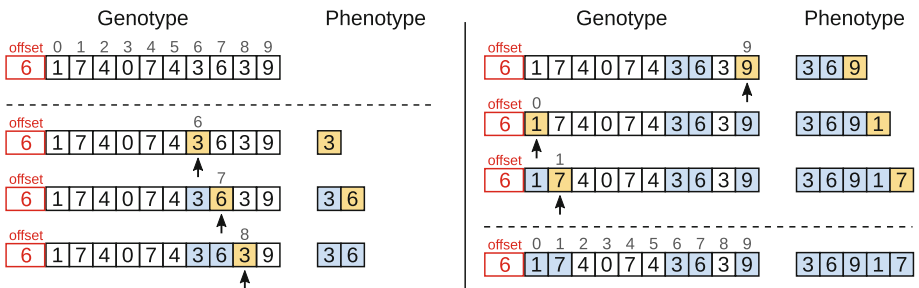 Genotype Phenotype
offset 0 1 2 3 4 5 6 7 8 9
6 1 7 4 0 7 4 3 6 3 9
6
offset
6 1 7 4 0 7 4 3 6 3 9 3
7
offset
6 1 7 4 0 7 4 3 6 3 9 3 6
8
offset
6 1 7 4 0 7 4 3 6 3 9 3 6
Genotype Phenotype
9
offset
6 1 7 4 0 7 4 3 6 3 9 3 6 9
offset 0
6 1 7 4 0 7 4 3 6 3 9 3 6 9 1
offset 1
6 1 7 4 0 7 4 3 6 3 9 3 6 9 1 7
offset 0 1 2 3 4 5 6 7 8 9
6 1 7 4 0 7 4 3 6 3 9 3 6 9 1 7